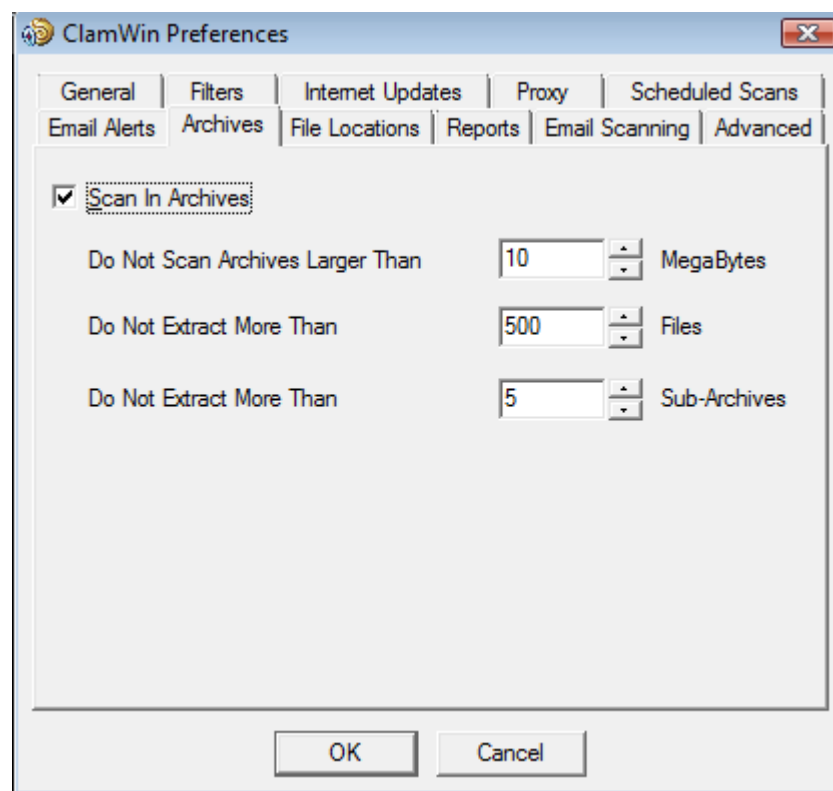 ClamWin Preferences
General Filters Internet Updates Proxy Scheduled Scans
Email Alerts Archives File Locations Reports Email Scanning Advanced
Scan In Archives
Do Not Scan Archives Larger Than 10 MegaBytes
Do Not Extract More Than 500 Files
Do Not Extract More Than 5 Sub-Archives
OK Cancel